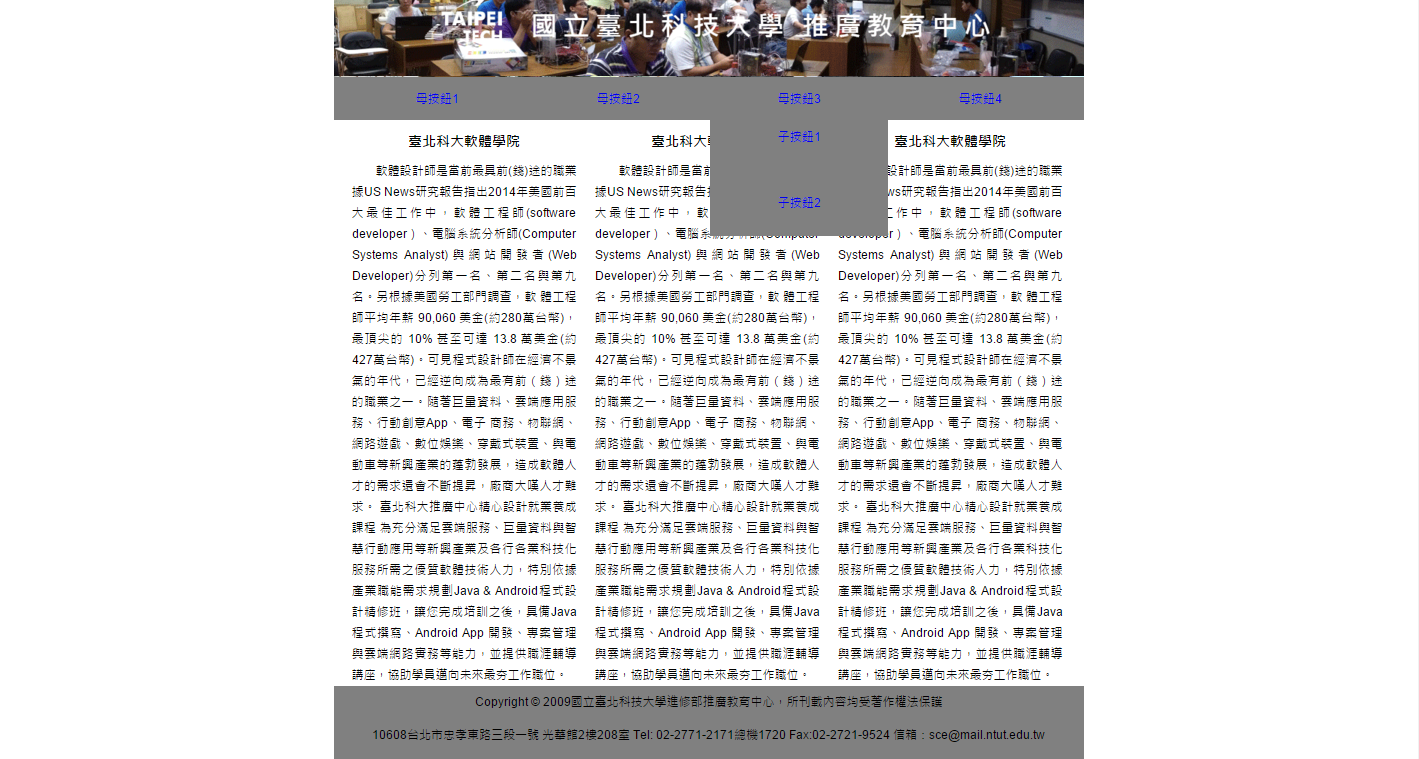 TAIPEI
TECH
國立臺北科技大學 推廣教育中心
母按鈕1
母按鈕2
母按鈕3
母按鈕4
子按鈕1
子按鈕2
臺北科大軟體學院
軟體設計師是當前最具前(錢)途的職業
據US News研究報告指出2014年美國前百
大最佳工作中，軟體工程師(software
developer）、電腦系統分析師(Computer
Systems Analyst)與網站開發者(Web
Developer)分列第一名、第二名與第九
名。另根據美國勞工部門調查，軟 體工程
師平均年薪 90,060 美金(約280萬台幣)，
最頂尖的 10% 甚至可達 13.8 萬美金(約
427萬台幣)。可見程式設計師在經濟不景
氣的年代，已經逆向成為最有前（錢）途
的職業之一。隨著巨量資料、雲端應用服
務、行動創意App、電子 商務、物聯網、
網路遊戲、數位娛樂、穿戴式裝置、與電
動車等新興產業的蓬勃發展，造成軟體人
才的需求還會不斷提昇，廠商大嘆人才難
求。 臺北科大推廣中心精心設計就業養成
課程 為充分滿足雲端服務、巨量資料與智
慧行動應用等新興產業及各行各業科技化
服務所需之優質軟體技術人力，特別依據
產業職能需求規劃Java & Android程式設
計精修班，讓您完成培訓之後，具備Java
程式撰寫、Android App 開發、專案管理
與雲端網路實務等能力，並提供職涯輔導
講座，協助學員邁向未來最夯工作職位。
臺北科大
軟體設計師是當前
據US News研究報告
大最佳工作中，軟
developer）、電腦系統分析師(Computer
Systems Analyst)與網站開發者(Web
Developer)分列第一名、第二名與第九
名。另根據美國勞工部門調查，軟 體工程
師平均年薪 90,060 美金(約280萬台幣)，
最頂尖的 10% 甚至可達 13.8 萬美金(約
427萬台幣)。可見程式設計師在經濟不景
氣的年代，已經逆向成為最有前（錢）途
的職業之一。隨著巨量資料、雲端應用服
務、行動創意App、電子 商務、物聯網、
網路遊戲、數位娛樂、穿戴式裝置、與電
動車等新興產業的蓬勃發展，造成軟體人
才的需求還會不斷提昇，廠商大嘆人才難
求。 臺北科大推廣中心精心設計就業養成
課程 為充分滿足雲端服務、巨量資料與智
慧行動應用等新興產業及各行各業科技化
服務所需之優質軟體技術人力，特別依據
產業職能需求規劃Java & Android程式設
計精修班，讓您完成培訓之後，具備Java
程式撰寫、Android App 開發、專案管理
與雲端網路實務等能力，並提供職涯輔導
講座，協助學員邁向未來最夯工作職位。
臺北科大軟體學院
設計師是當前最具前(錢)途的職業
ws研究報告指出2014年美國前百
工作中，軟體工程師(software
developer）、電腦系統分析師(Computer
Systems Analyst)與網站開發者(Web
Developer)分列第一名、第二名與第九
名。另根據美國勞工部門調查，軟 體工程
師平均年薪 90,060 美金(約280萬台幣)，
最頂尖的 10% 甚至可達 13.8 萬美金(約
427萬台幣)。可見程式設計師在經濟不景
氣的年代，已經逆向成為最有前（錢）途
的職業之一。隨著巨量資料、雲端應用服
務、行動創意App、電子 商務、物聯網、
網路遊戲、數位娛樂、穿戴式裝置、與電
動車等新興產業的蓬勃發展，造成軟體人
才的需求還會不斷提昇，廠商大嘆人才難
求。 臺北科大推廣中心精心設計就業養成
課程 為充分滿足雲端服務、巨量資料與智
慧行動應用等新興產業及各行各業科技化
服務所需之優質軟體技術人力，特別依據
產業職能需求規劃Java & Android程式設
計精修班，讓您完成培訓之後，具備Java
程式撰寫、Android App 開發、專案管理
與雲端網路實務等能力，並提供職涯輔導
講座，協助學員邁向未來最夯工作職位。
Copyright © 2009國立臺北科技大學進修部推廣教育中心，所刊載內容均受著作權法保護
10608台北市忠孝東路三段一號 光華館2樓208室 Tel: 02-2771-2171總機1720 Fax:02-2721-9524 信箱：sce@mail.ntut.edu.tw